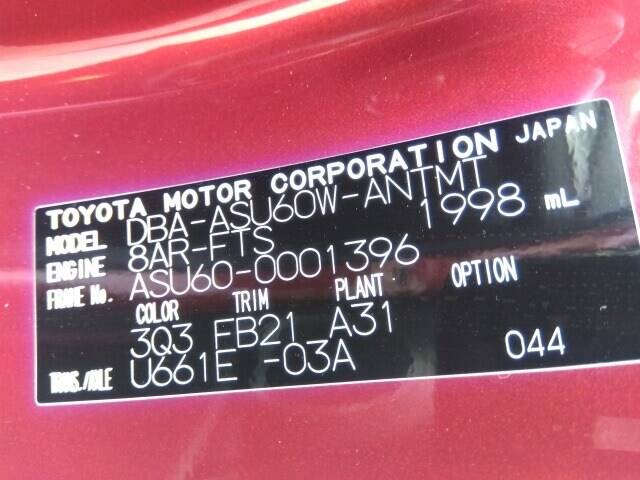 TOYOTA MOTOR CORPORATION JAPAN
MODEL DBA-ASU60W-ANTMT
ENGINE 8AR-FTS 1998 mL
FRAME No. ASU60-0001396
COLOR TRIM PLANT OPTION
3Q3 FB21 A31
TRANS./AXLE U661E -03A 044